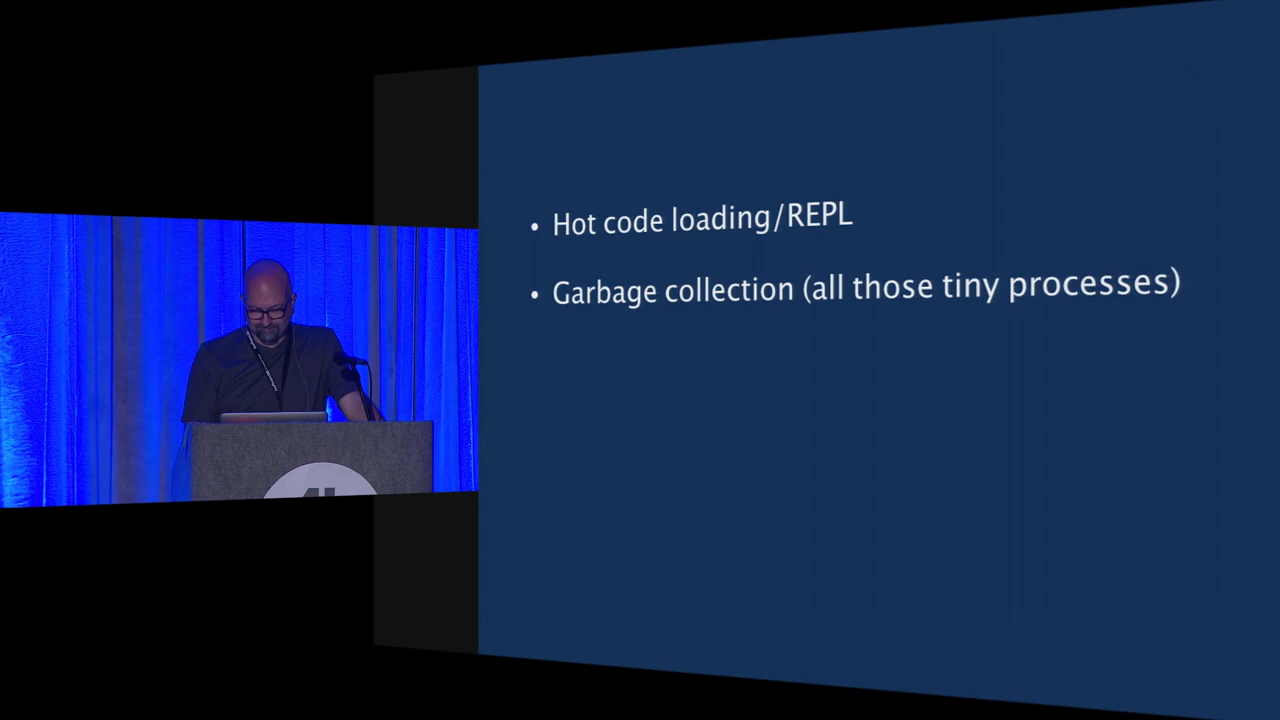 • Hot code loading/REPL
• Garbage collection (all those tiny processes)